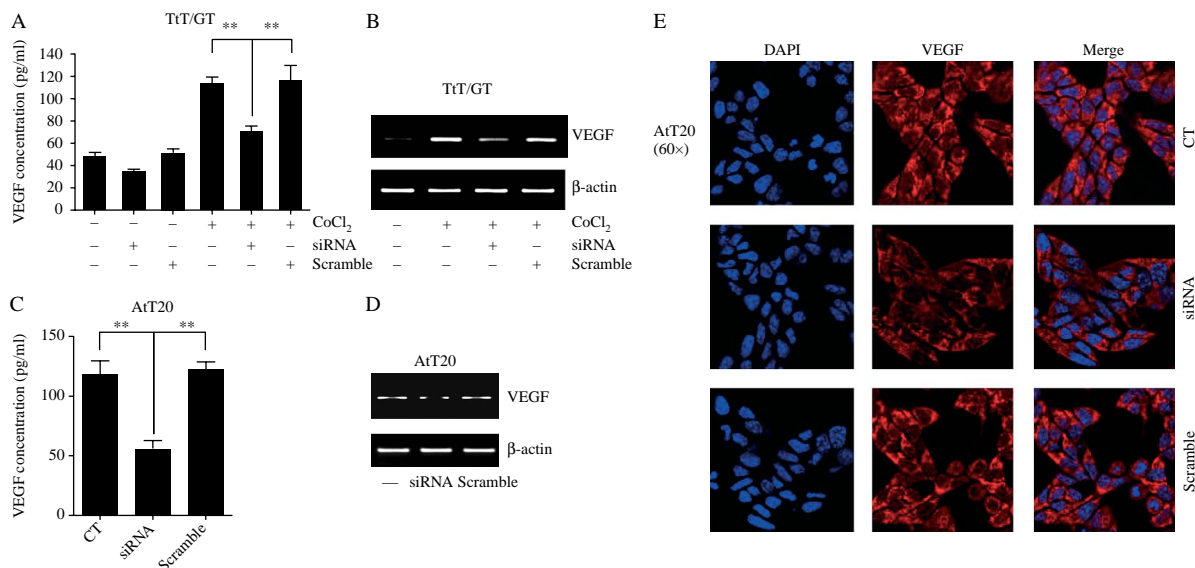 A
TtT/GT
** **
VEGF concentration (pg/ml)
140
120
100
80
60
40
20
0
– – – + + + CoCl2
– + – – + – siRNA
– – + – – + Scramble
B
TtT/GT
VEGF
β-actin
– + + + CoCl2
– – + – siRNA
– – – + Scramble
C
AtT20
** **
VEGF concentration (pg/ml)
150
100
50
0
CT
siRNA
Scramble
D
AtT20
VEGF
β-actin
— siRNA Scramble
E
DAPI VEGF Merge
AtT20
(60×)
CT
siRNA
Scramble